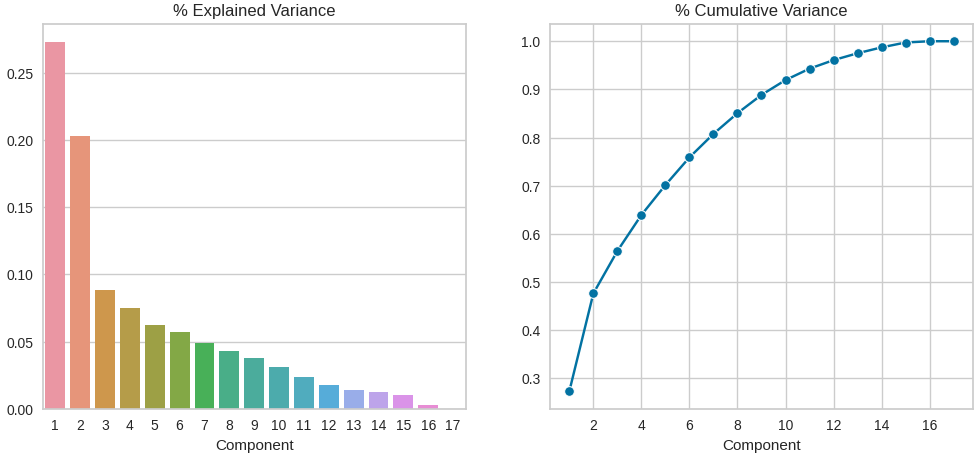 % Explained Variance
0.25
0.20
0.15
0.10
0.05
0.00
1 2 3 4 5 6 7 8 9 10 11 12 13 14 15 16 17
Component
% Cumulative Variance
1.0
0.9
0.8
0.7
0.6
0.5
0.4
0.3
2 4 6 8 10 12 14 16
Component